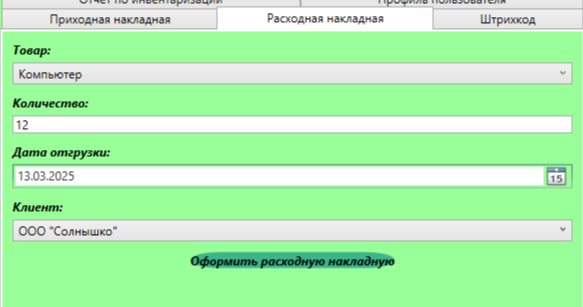 Отчет по инвентаризации Профиль пользователя
Приходная накладная Расходная накладная Штрихкод
Товар:
Компьютер
Количество:
12
Дата отгрузки:
13.03.2025 15
Клиент:
ООО "Солнышко"
Оформить расходную накладную